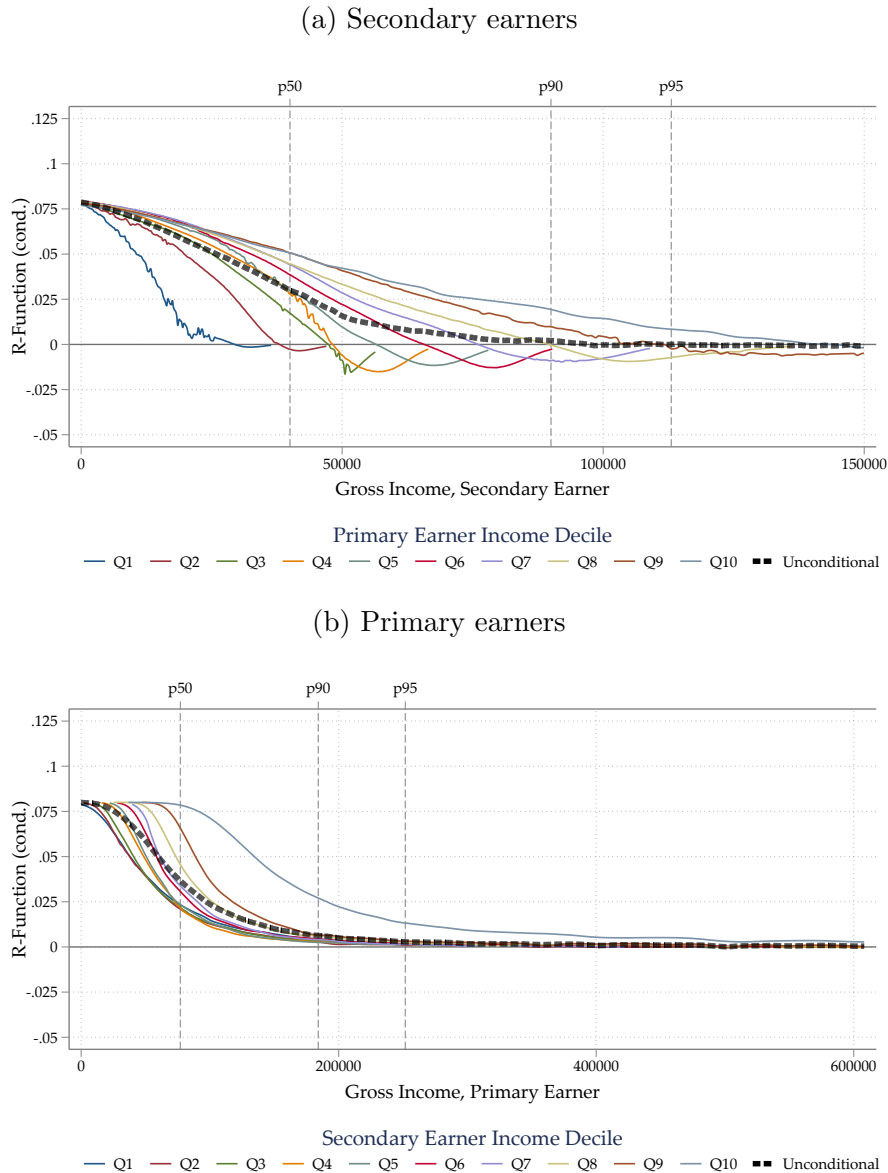 (a) Secondary earners
p50 p90 p95
.125
.1
.075
.05
.025
0
-.025
-.05
R-Function (cond.)
0 50000 100000 150000
Gross Income, Secondary Earner
Primary Earner Income Decile
Q1 Q2 Q3 Q4 Q5 Q6 Q7 Q8 Q9 Q10 Unconditional
(b) Primary earners
p50 p90 p95
.125
.1
.075
.05
.025
0
-.025
-.05
R-Function (cond.)
0 200000 400000 600000
Gross Income, Primary Earner
Secondary Earner Income Decile
Q1 Q2 Q3 Q4 Q5 Q6 Q7 Q8 Q9 Q10 Unconditional